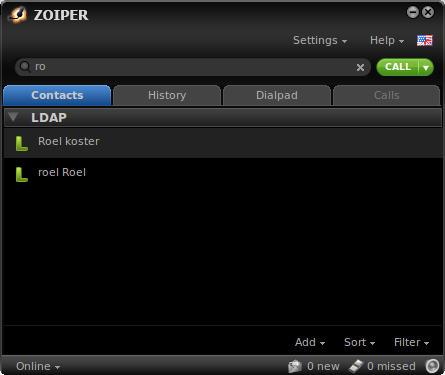 ZOIPER
Settings Help
ro CALL
Contacts History Dialpad Calls
LDAP
Roel koster
roel Roel
Add Sort Filter
Online 0 new 0 missed